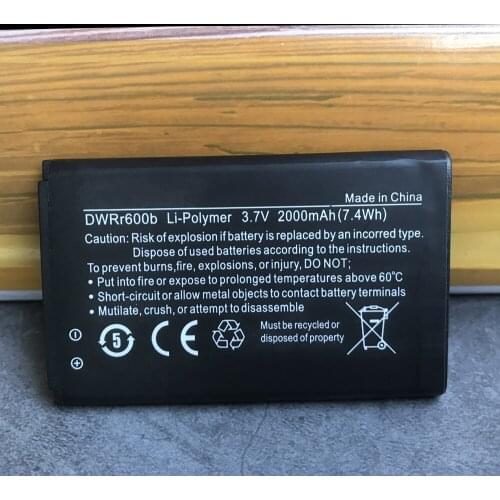 Made in China
DWRr600b Li-Polymer 3.7V 2000mAh(7.4Wh)
Caution: Risk of explosion if battery is replaced by an incorrect
type. Dispose of used batteries according to the instructions.
To prevent burns,fire, explosions, or injury, DO NOT;
• Put into fire or expose to prolonged temperatures above 60°C
• Short-circuit or allow metal objects to contact battery terminals
• Mutilate, crush, or attempt to disassemble
5
CE
Must be recycled or
disposed of properly